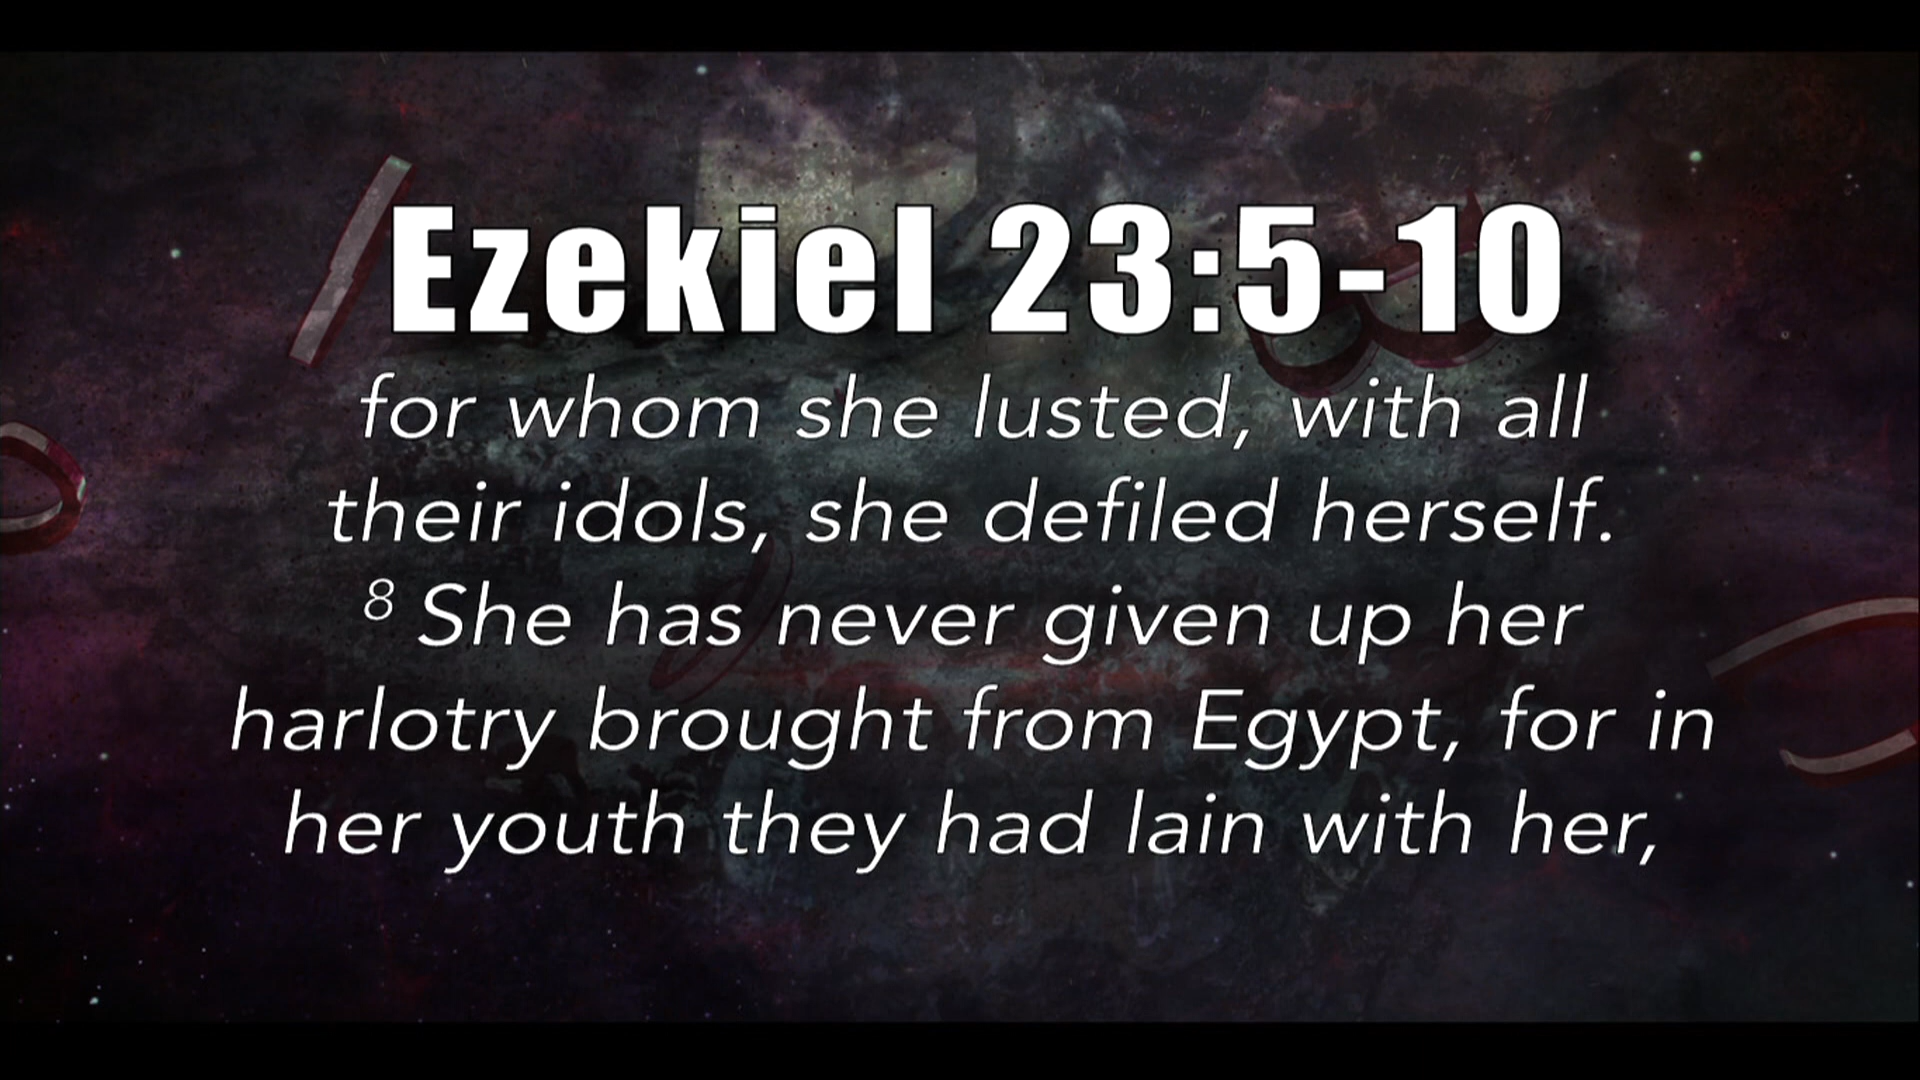 Ezekiel 23:5-10
for whom she lusted, with all
their idols, she defiled herself.
8 She has never given up her
harlotry brought from Egypt, for in
her youth they had lain with her,